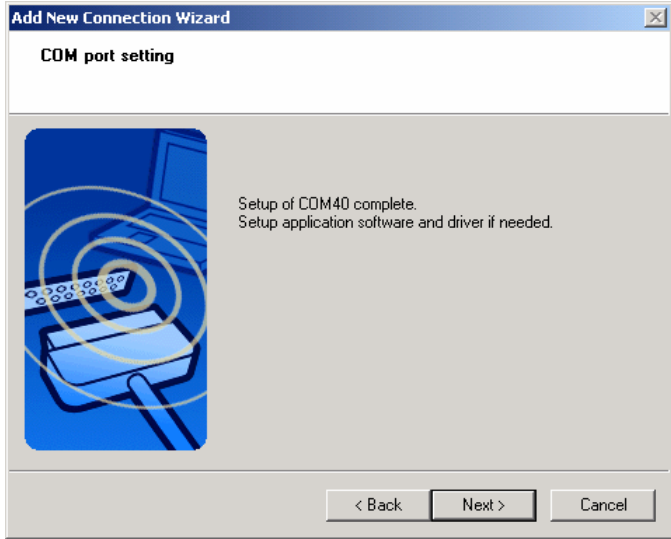 Add New Connection Wizard
COM port setting
Setup of COM40 complete.
Setup application software and driver if needed.
< Back
Next >
Cancel